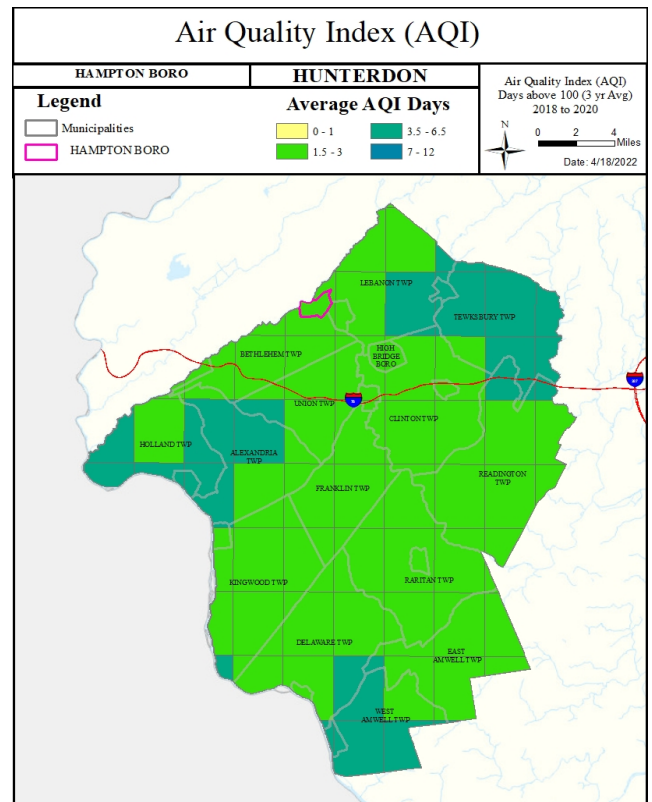 Air Quality Index (AQI)
HAMPTON BORO
HUNTERDON
Legend
Municipalities
HAMPTON BORO
Average AQI Days
0 - 1
1.5 - 3
3.5 - 6.5
7 - 12
Air Quality Index (AQI)
Days above 100 (3 yr Avg)
2018 to 2020
N
0 2 4
Miles
Date: 4/18/2022
LEBANON TWP
TEWKSBURY TWP
BETHLEHEM TWP
HIGH
BRIDGE
BORO
UNION TWP
CLINTON TWP
HOLLAND TWP
ALEXANDRIA
TWP
READINGTON
TWP
FRANKLIN TWP
KINGWOOD TWP
RARITAN TWP
DELAWARE TWP
EAST
AMWELL TWP
WEST
AMWELL TWP